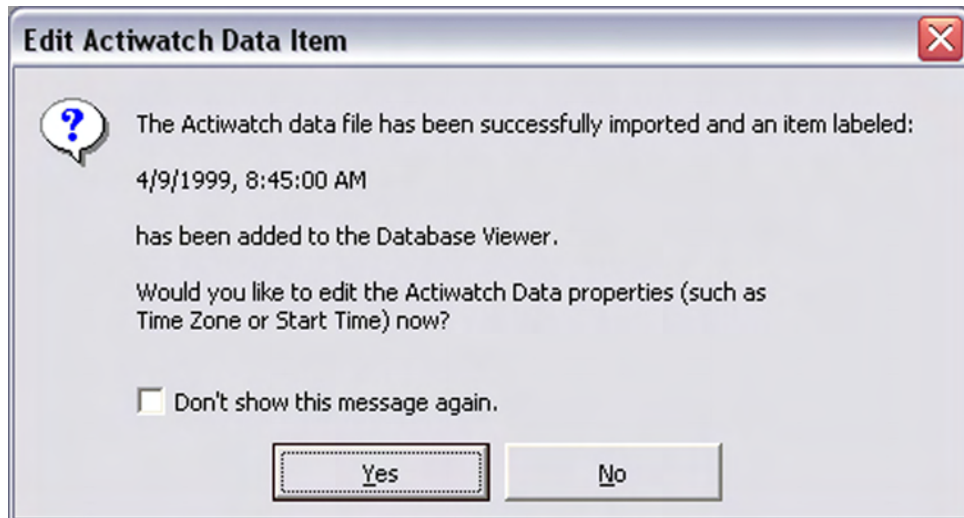 Edit Actiwatch Data Item
The Actiwatch data file has been successfully imported and an item labeled:
4/9/1999, 8:45:00 AM
has been added to the Database Viewer.
Would you like to edit the Actiwatch Data properties (such as
Time Zone or Start Time) now?
Don't show this message again.
Yes No